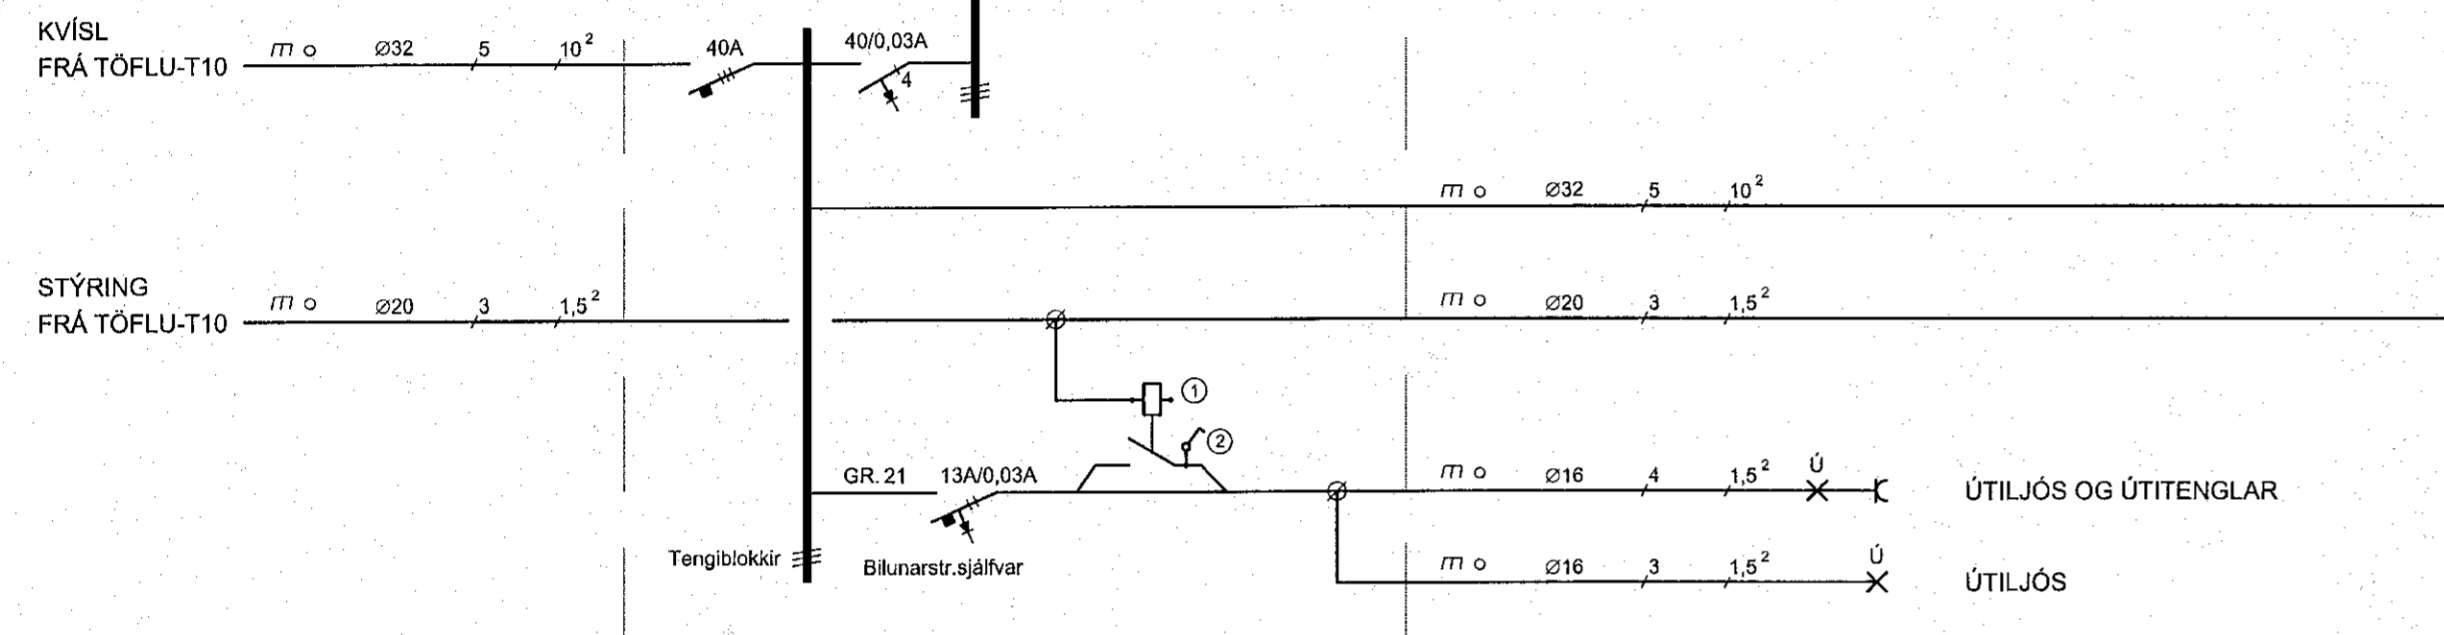 KVÍSL
FRÁ TÖFLU-T10
m o Ø32 5 10²
40A
40/0,03A
4
m o Ø32 5 10²
STÝRING
FRÁ TÖFLU-T10
m o Ø20 3 1,5²
m o Ø20 3 1,5²
1
2
GR. 21
13A/0,03A
m o Ø16 4 1,5² Ú
ÚTILJÓS OG ÚTITENGLAR
Tengiblokkir
Bilunarstr.sjálfvar
m o Ø16 3 1,5² Ú
ÚTILJÓS